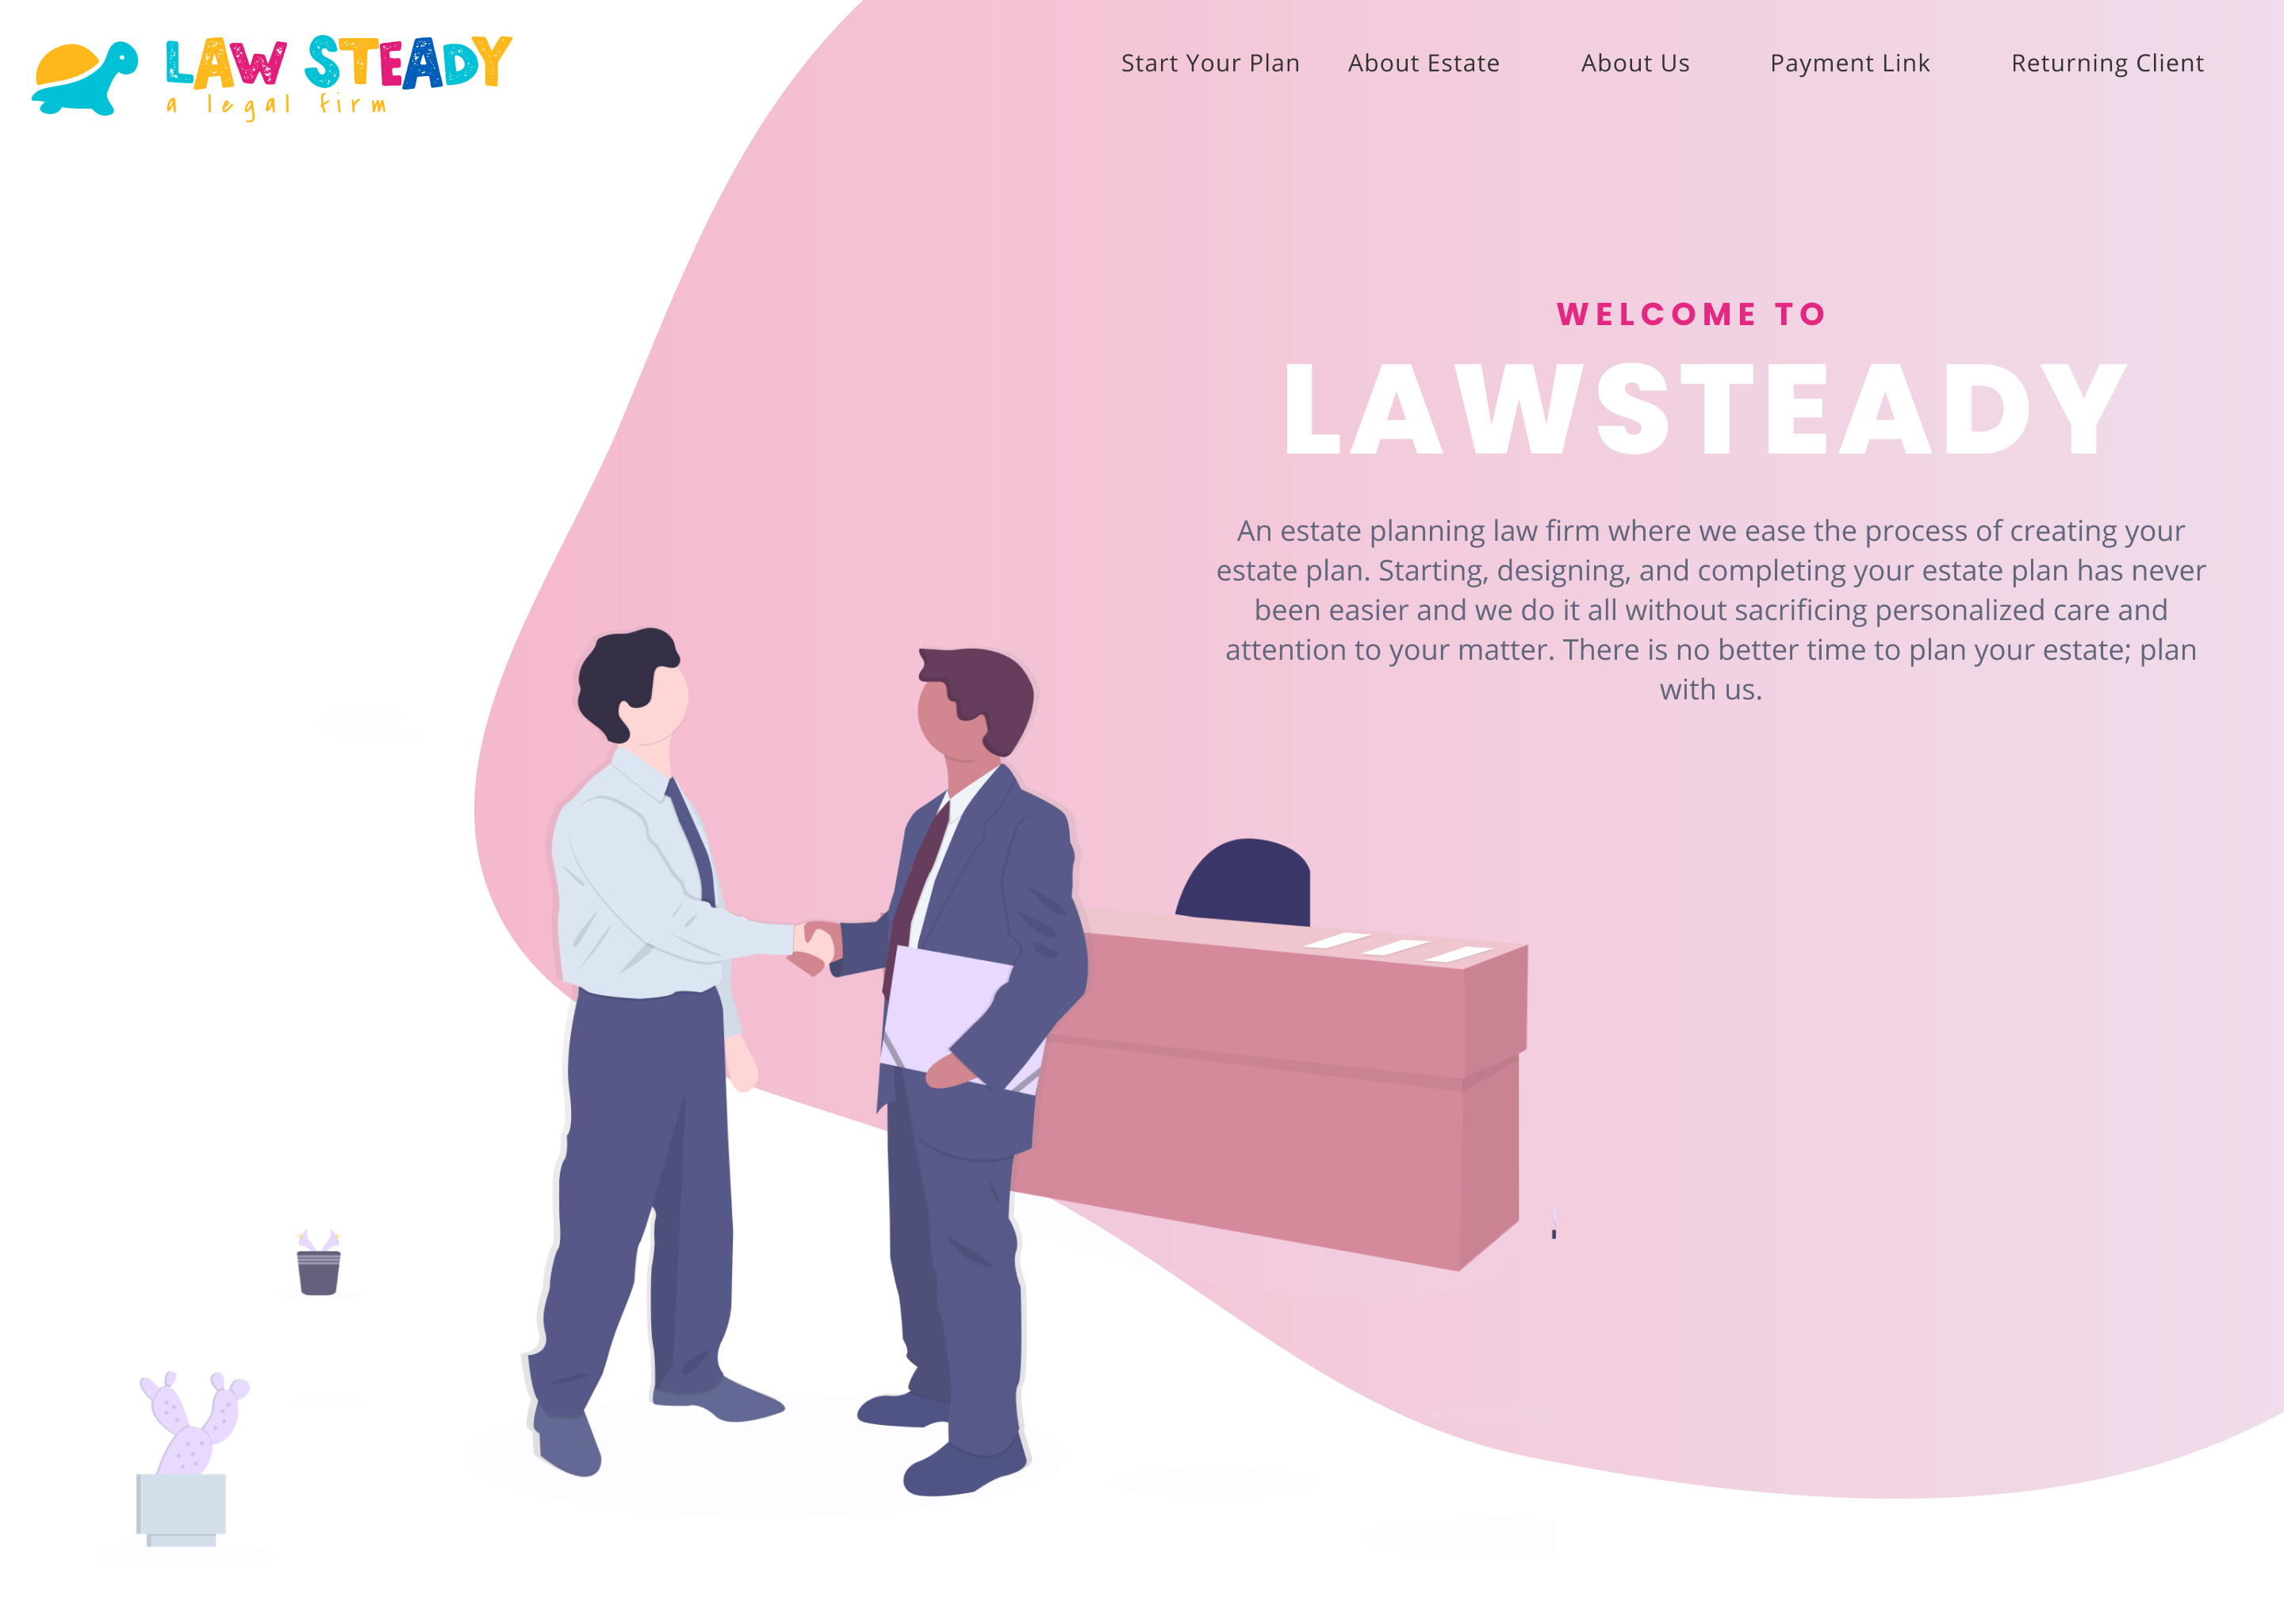 LAW STEADY
a legal firm
Start Your Plan About Estate About Us Payment Link Returning Client
WELCOME TO
LAWSTEADY
An estate planning law firm where we ease the process of creating your
estate plan. Starting, designing, and completing your estate plan has never
been easier and we do it all without sacrificing personalized care and
attention to your matter. There is no better time to plan your estate; plan
with us.